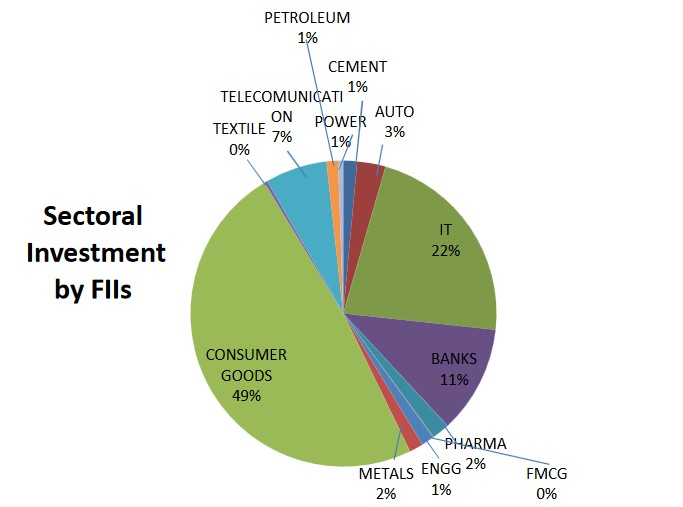 PETROLEUM
1%
CEMENT
1%
TELECOMUNICATI
ON
7%
POWER
1%
AUTO
3%
TEXTILE
0%
Sectoral
Investment
by FIIs
IT
22%
BANKS
11%
CONSUMER
GOODS
49%
PHARMA
2%
METALS
2%
ENGG
1%
FMCG
0%